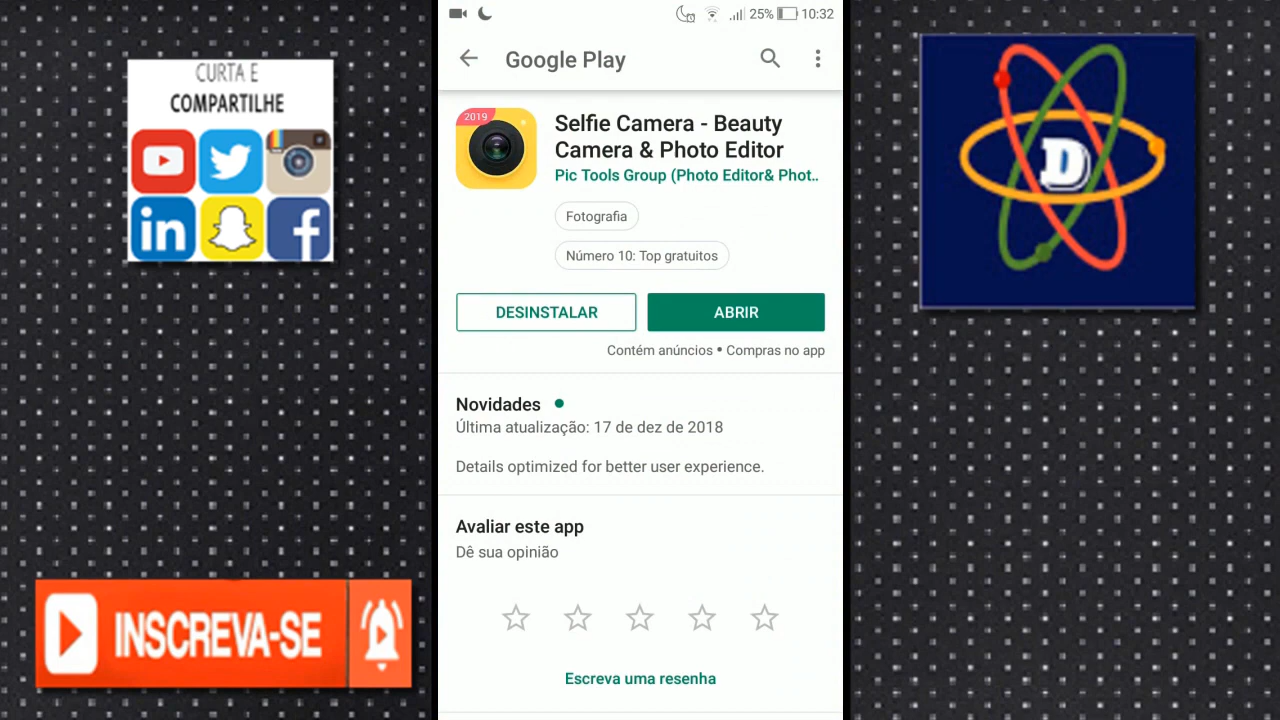 CURTA E
COMPARTILHE
in
f
INSCREVA-SE
25% 10:32
Google Play
2019
Selfie Camera - Beauty
Camera & Photo Editor
Pic Tools Group (Photo Editor& Phot..
Fotografia
Número 10: Top gratuitos
DESINSTALAR
ABRIR
Contém anúncios • Compras no app
Novidades
Última atualização: 17 de dez de 2018
Details optimized for better user experience.
Avaliar este app
Dê sua opinião
Escreva uma resenha
D